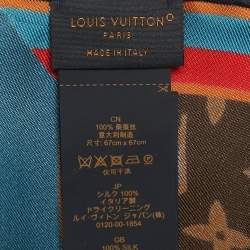 LOUIS VUITTON
PARIS
MADE IN ITALY
CN
100% 桑蚕丝
意大利制造
尺寸: 67cm x 67cm
JP
シルク 100%
イタリア製
ドライクリーニング
ルイ ヴィトン ジャパン(株)
0120-00-1854
GB
100% SILK